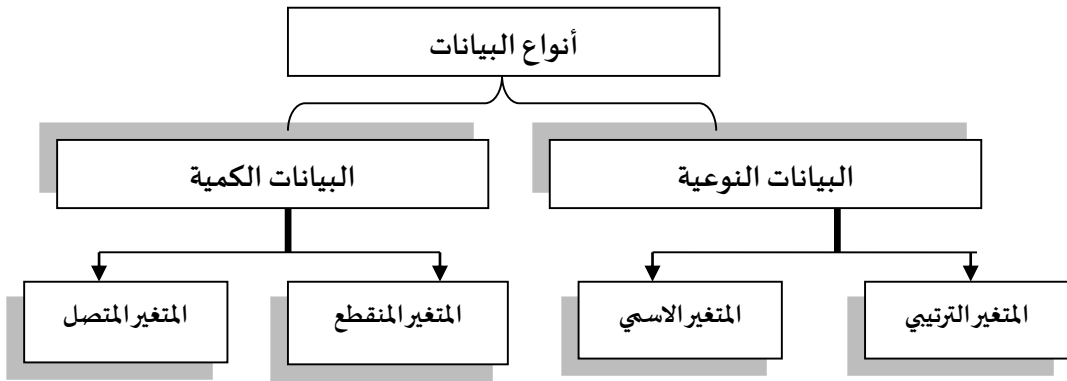 أنواع البيانات
البيانات النوعية
البيانات الكمية
المتغير الترتيبي
المتغير الاسمي
المتغير المنقطع
المتغير المتصل